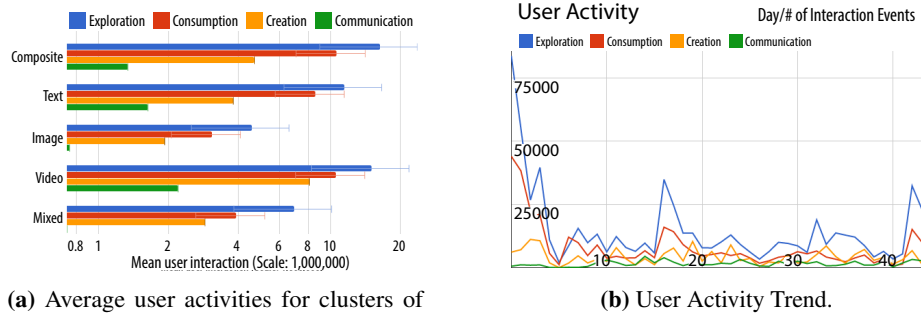 Exploration Consumption Creation Communication
Composite
Text
Image
Video
Mixed
0.8 1 2 4 6 8 10 20
Mean user interaction (Scale: 1,000,000)
(a) Average user activities for clusters of
User Activity Day/# of Interaction Events
Exploration Consumption Creation Communication
75000
50000
25000
10 20 30 40
(b) User Activity Trend.